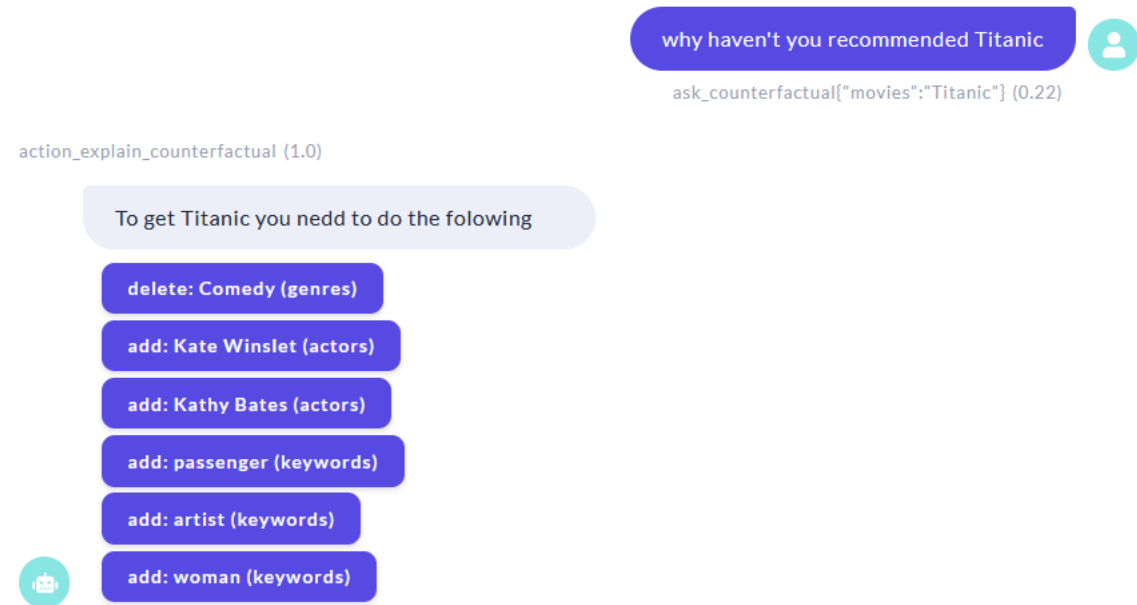 why haven't you recommended Titanic
ask_counterfactual{"movies":"Titanic"} (0.22)
action_explain_counterfactual (1.0)
To get Titanic you nedd to do the folowing
delete: Comedy (genres)
add: Kate Winslet (actors)
add: Kathy Bates (actors)
add: passenger (keywords)
add: artist (keywords)
add: woman (keywords)